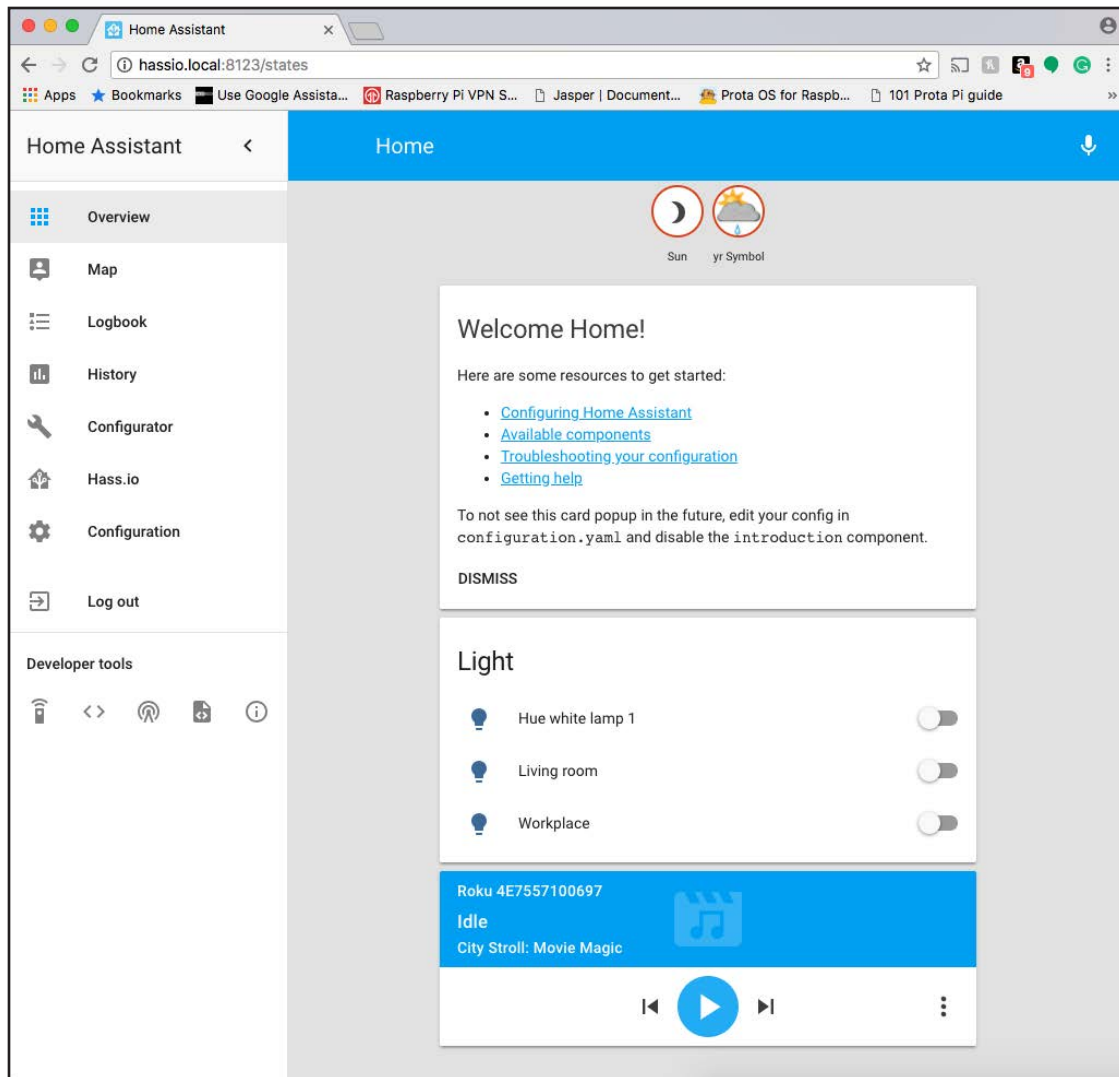 Home Assistant
hassio.local:8123/states
9
Apps Bookmarks Use Google Assista... Raspberry Pi VPN S... Jasper | Document... Prota OS for Raspb... 101 Prota Pi guide »
Home Assistant
Home
Overview
Map
Logbook
History
Configurator
Hass.io
Configuration
Log out
Developer tools
Sun yr Symbol
Welcome Home!
Here are some resources to get started:
• Configuring Home Assistant
• Available components
• Troubleshooting your configuration
• Getting help
To not see this card popup in the future, edit your config in
configuration.yaml and disable the introduction component.
DISMISS
Light
Hue white lamp 1
Living room
Workplace
Roku 4E7557100697
Idle
City Stroll: Movie Magic